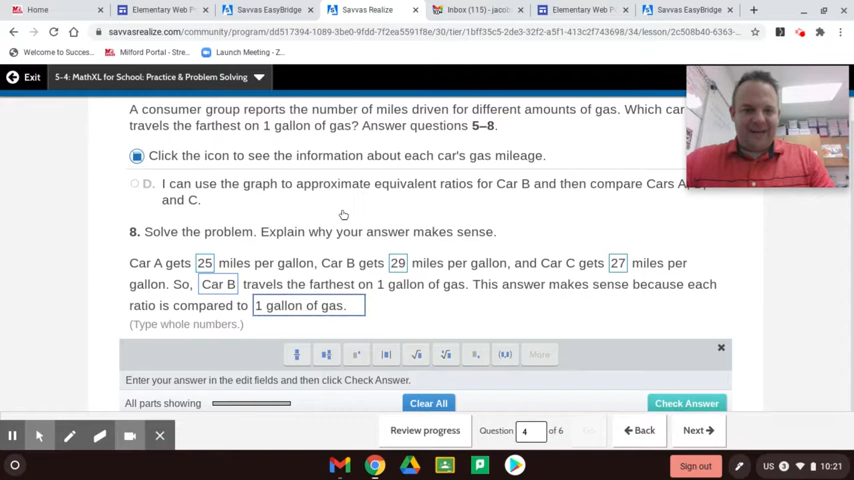 Home
Elementary Web P
Savvas EasyBridge
Savvas Realize
Inbox (115) - jacob
Elementary Web P
Savvas EasyBridge
savvasrealize.com/community/program/dd517394-1089-3be0-9fdd-7f2ea5591f8e/30/tier/1bff35c5-2de3-32f2-a5f1-413c2f743698/lesson/2c508b40-6363-...
Welcome to Succes...
Milford Portal - Stre...
Launch Meeting - Z...
Exit
5-4: MathXL for School: Practice & Problem Solving
A consumer group reports the number of miles driven for different amounts of gas. Which car
travels the farthest on 1 gallon of gas? Answer questions 5–8.
Click the icon to see the information about each car's gas mileage.
D. I can use the graph to approximate equivalent ratios for Car B and then compare Cars A,
and C.
8. Solve the problem. Explain why your answer makes sense.
Car A gets 25 miles per gallon, Car B gets 29 miles per gallon, and Car C gets 27 miles per
gallon. So, Car B travels the farthest on 1 gallon of gas. This answer makes sense because each
ratio is compared to 1 gallon of gas.
(Type whole numbers.)
More
Enter your answer in the edit fields and then click Check Answer.
All parts showing
Clear All
Check Answer
Review progress
Question 4 of 6
Back
Next
Sign out
US
3
10:21